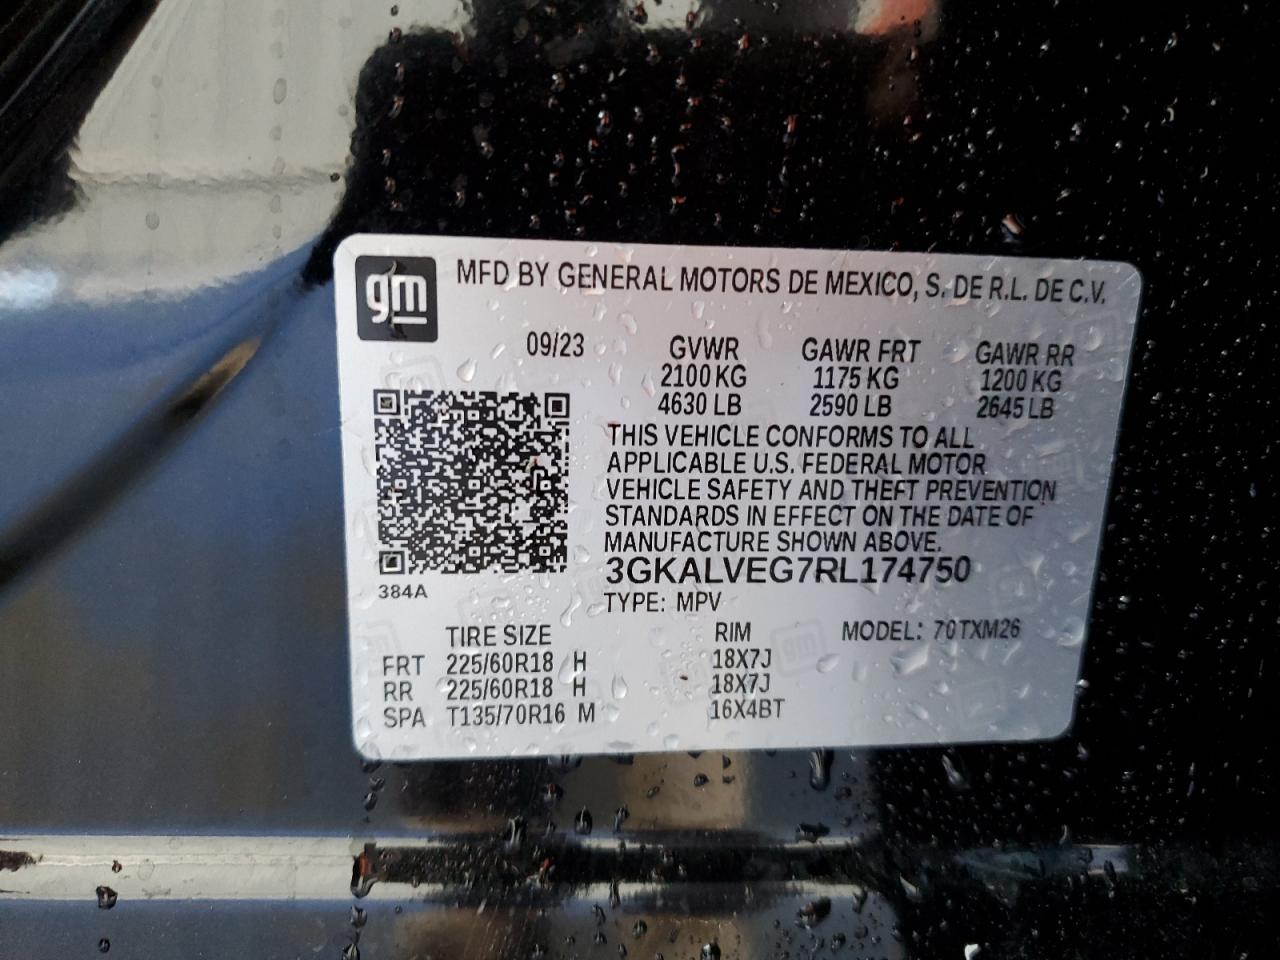 gm
MFD BY GENERAL MOTORS DE MEXICO, S. DE R.L. DE C.V.
09/23 GVWR GAWR FRT GAWR RR
2100 KG 1175 KG 1200 KG
4630 LB 2590 LB 2645 LB
THIS VEHICLE CONFORMS TO ALL
APPLICABLE U.S. FEDERAL MOTOR
VEHICLE SAFETY AND THEFT PREVENTION
STANDARDS IN EFFECT ON THE DATE OF
MANUFACTURE SHOWN ABOVE.
3GKALVEG7RL174750
384A
TYPE: MPV
TIRE SIZE RIM MODEL: 70TXM26
FRT 225/60R18 H 18X7J
RR 225/60R18 H 18X7J
SPA T135/70R16 M 16X4BT